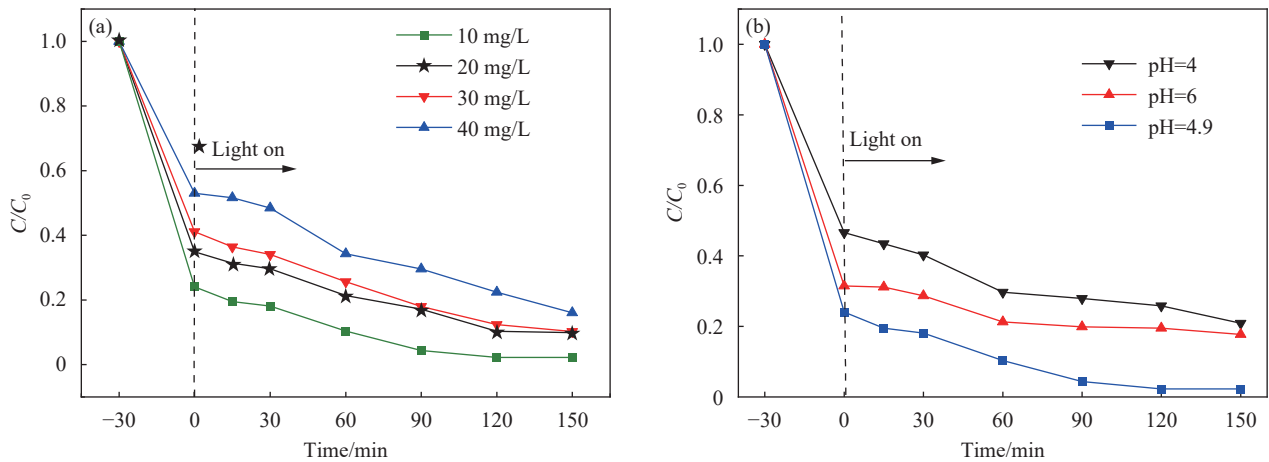 (a)
10 mg/L
20 mg/L
30 mg/L
40 mg/L
Light on
1.0
0.8
0.6
0.4
0.2
0
C/C0
−30 0 30 60 90 120 150
Time/min
(b)
pH=4
pH=6
pH=4.9
Light on
1.0
0.8
0.6
0.4
0.2
0
C/C0
−30 0 30 60 90 120 150
Time/min